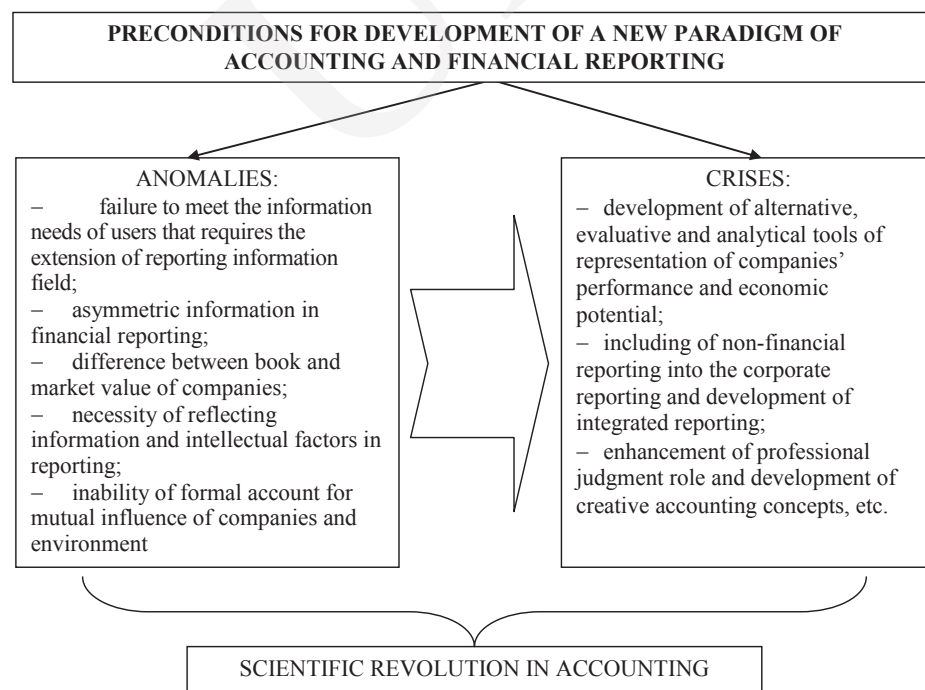 PRECONDITIONS FOR DEVELOPMENT OF A NEW PARADIGM OF
ACCOUNTING AND FINANCIAL REPORTING
ANOMALIES:
– failure to meet the information
needs of users that requires the
extension of reporting information
field;
– asymmetric information in
financial reporting;
– difference between book and
market value of companies;
– necessity of reflecting
information and intellectual factors in
reporting;
– inability of formal account for
mutual influence of companies and
environment
CRISES:
– development of alternative,
evaluative and analytical tools of
representation of companies’
performance and economic
potential;
– including of non-financial
reporting into the corporate
reporting and development of
integrated reporting;
– enhancement of professional
judgment role and development of
creative accounting concepts, etc.
SCIENTIFIC REVOLUTION IN ACCOUNTING